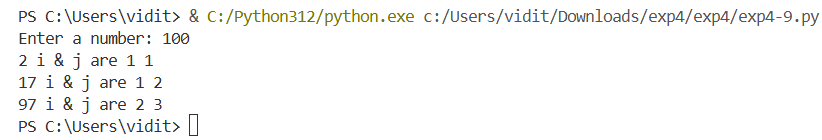 PS C:\Users\vidit> & C:/Python312/python.exe c:/Users/vidit/Downloads/exp4/exp4/exp4-9.py
Enter a number: 100
2 i & j are 1 1
17 i & j are 1 2
97 i & j are 2 3
PS C:\Users\vidit>